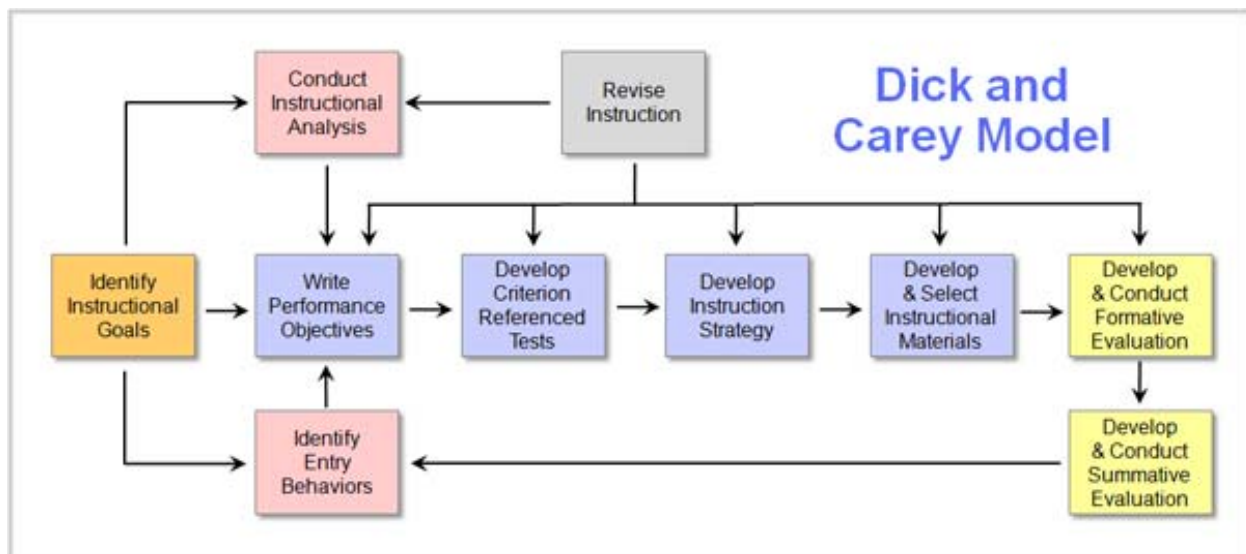 Conduct
Instructional
Analysis
Revise
Instruction
Dick and
Carey Model
Identify
Instructional
Goals
Write
Performance
Objectives
Develop
Criterion
Referenced
Tests
Develop
Instruction
Strategy
Develop
& Select
Instructional
Materials
Develop
& Conduct
Formative
Evaluation
Identify
Entry
Behaviors
Develop
& Conduct
Summative
Evaluation